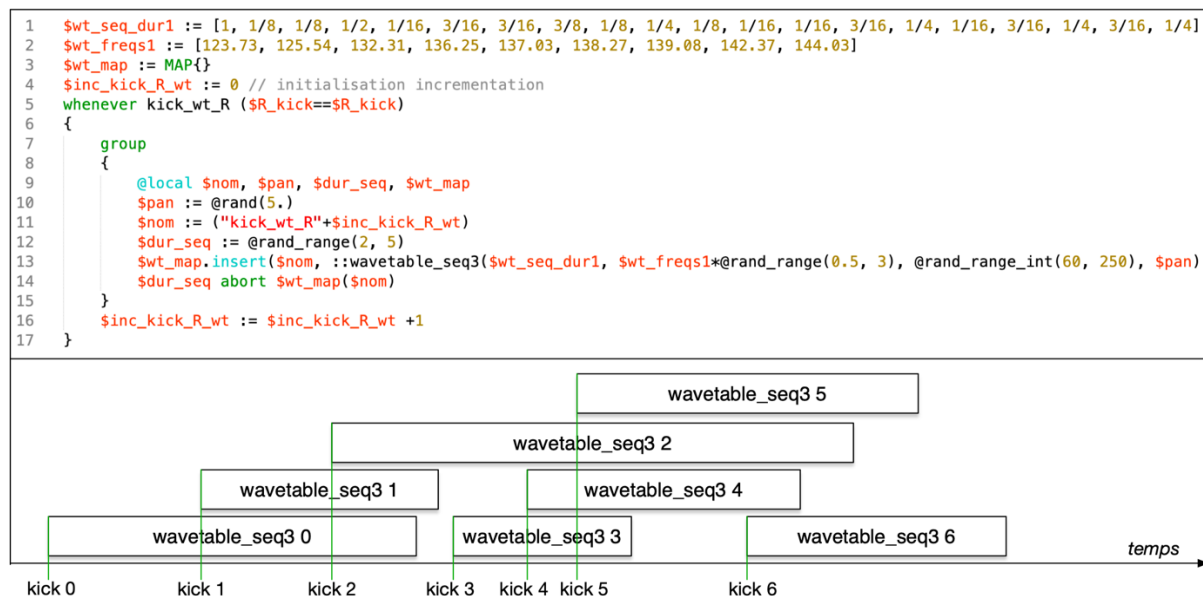 1 $wt_seq_dur1 := [1, 1/8, 1/8, 1/2, 1/16, 3/16, 3/16, 3/8, 1/8, 1/4, 1/8, 1/16, 1/16, 3/16, 1/4, 1/16, 3/16, 1/4, 3/16, 1/4]
2 $wt_freqs1 := [123.73, 125.54, 132.31, 136.25, 137.03, 138.27, 139.08, 142.37, 144.03]
3 $wt_map := MAP{}
4 $inc_kick_R_wt := 0 // initialisation incrementation
5 whenever kick_wt_R ($R_kick==$R_kick)
6 {
7 group
8 {
9 @local $nom, $pan, $dur_seq, $wt_map
10 $pan := @rand(5.)
11 $nom := ("kick_wt_R"+$inc_kick_R_wt)
12 $dur_seq := @rand_range(2, 5)
13 $wt_map.insert($nom, ::wavetable_seq3($wt_seq_dur1, $wt_freqs1*@rand_range(0.5, 3), @rand_range_int(60, 250), $pan)
14 $dur_seq abort $wt_map($nom)
15 }
16 $inc_kick_R_wt := $inc_kick_R_wt +1
17 }
wavetable_seq3 5
wavetable_seq3 2
wavetable_seq3 1 wavetable_seq3 4
wavetable_seq3 0 wavetable_seq3 3 wavetable_seq3 6
temps
kick 0 kick 1 kick 2 kick 3 kick 4 kick 5 kick 6